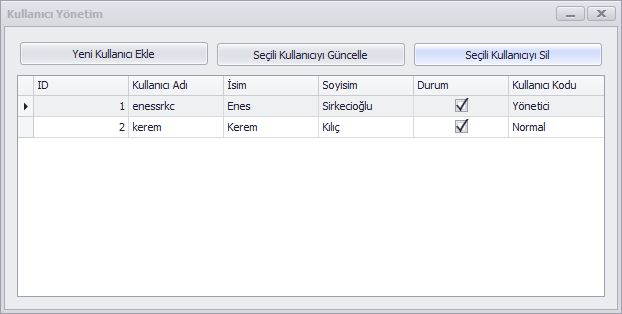 Kullanıcı Yönetim
Yeni Kullanıcı Ekle Seçili Kullanıcıyı Güncelle Seçili Kullanıcıyı Sil
ID Kullanıcı Adı İsim Soyisim Durum Kullanıcı Kodu
1 enessrkc Enes Sirkecioğlu Yönetici
2 kerem Kerem Kılıç Normal